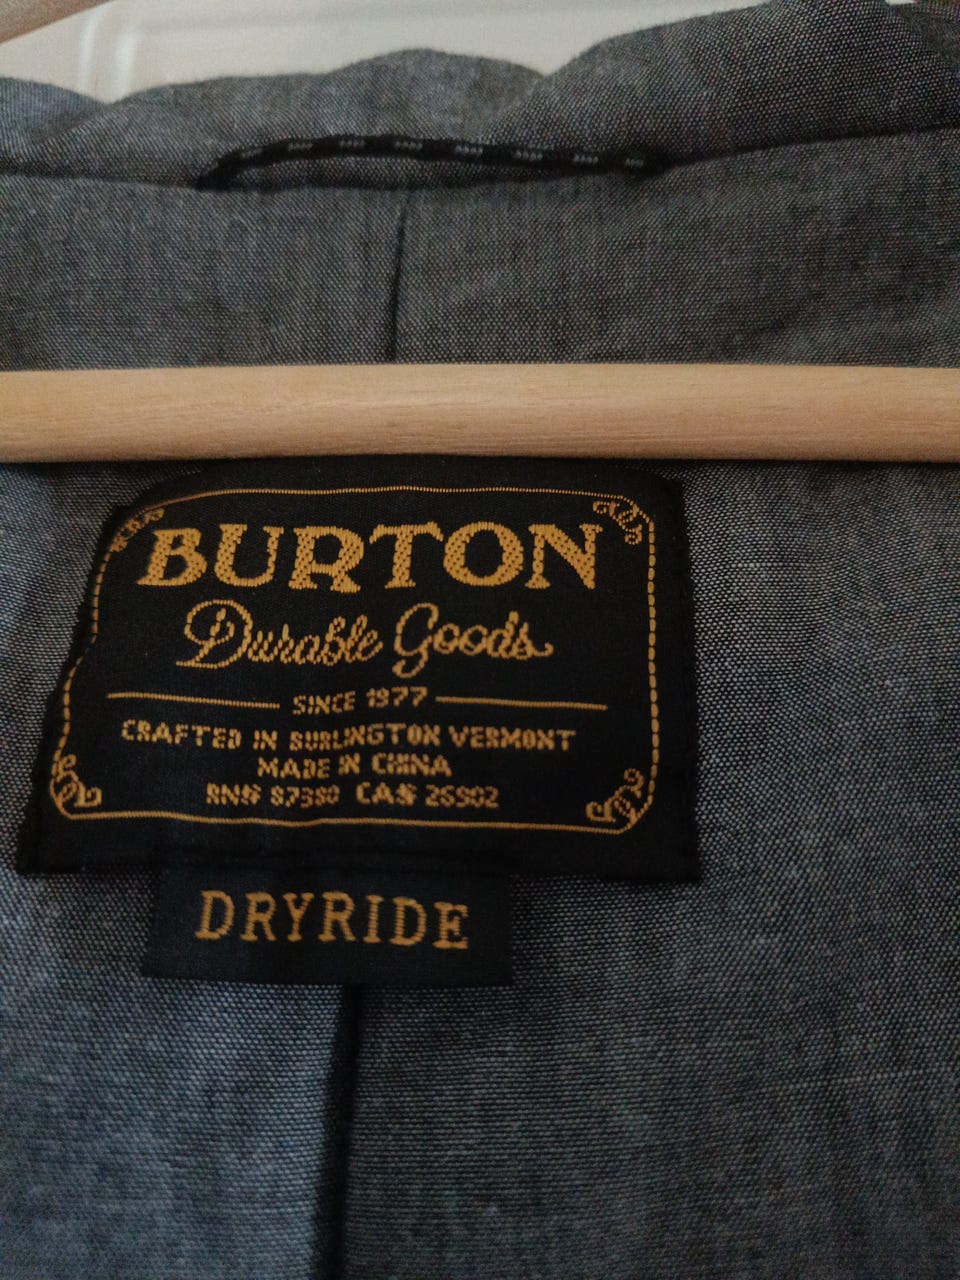 BURTON
Durable Goods
SINCE 1977
CRAFTED IN BURLINGTON VERMONT
MADE IN CHINA
RN# 87380 CA# 26902
DRYRIDE